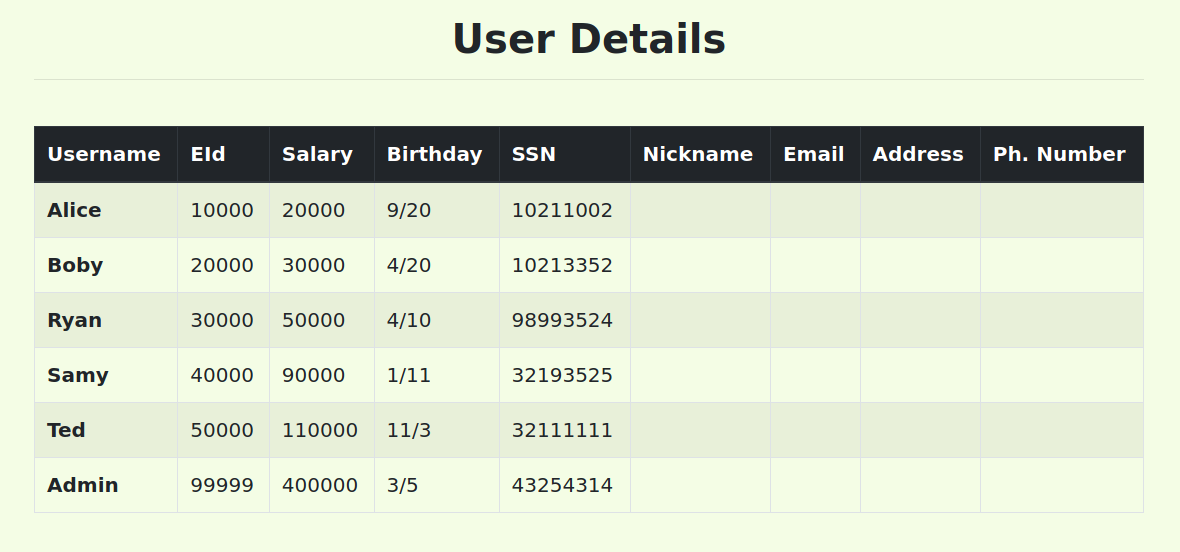 User Details
Username EId Salary Birthday SSN Nickname Email Address Ph. Number
Alice 10000 20000 9/20 10211002
Boby 20000 30000 4/20 10213352
Ryan 30000 50000 4/10 98993524
Samy 40000 90000 1/11 32193525
Ted 50000 110000 11/3 32111111
Admin 99999 400000 3/5 43254314